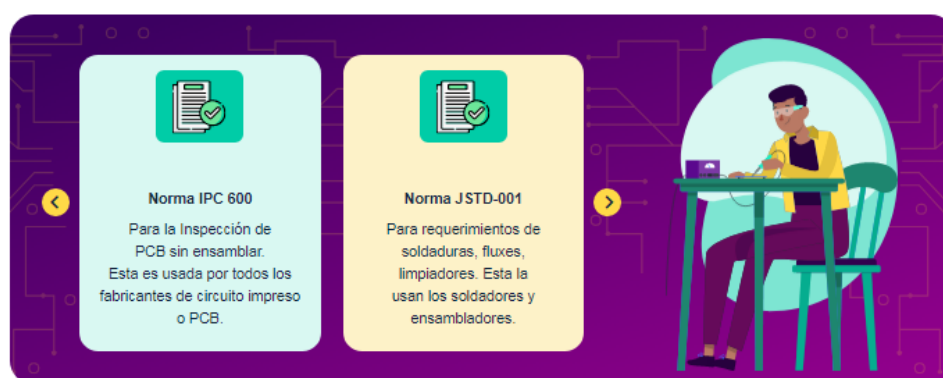 Norma IPC 600
Para la Inspección de
PCB sin ensamblar.
Esta es usada por todos los
fabricantes de circuito impreso
o PCB.
Norma JSTD-001
Para requerimientos de
soldaduras, fluxes,
limpiadores. Esta la
usan los soldadores y
ensambladores.